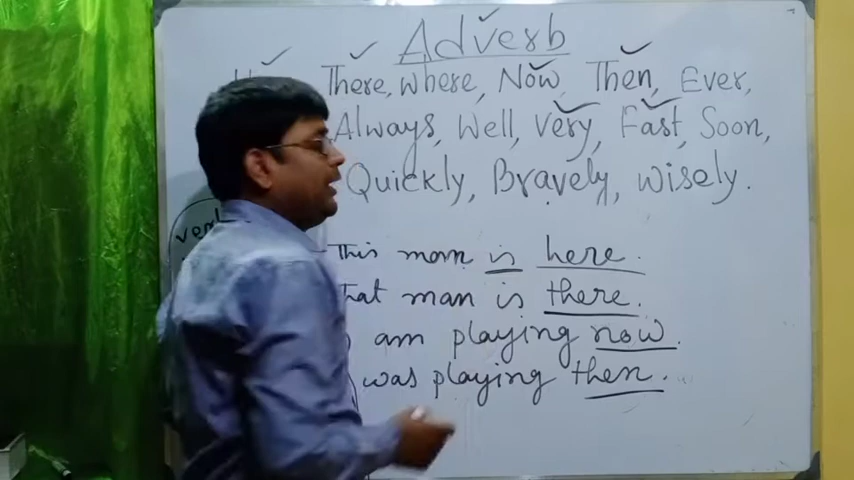 Adverb
There, where, Now, Then, Ever,
Always, Well, Very, Fast, Soon,
Quickly, Bravely, Wisely.
This man is here.
That man is there.
am playing now.
was playing then.